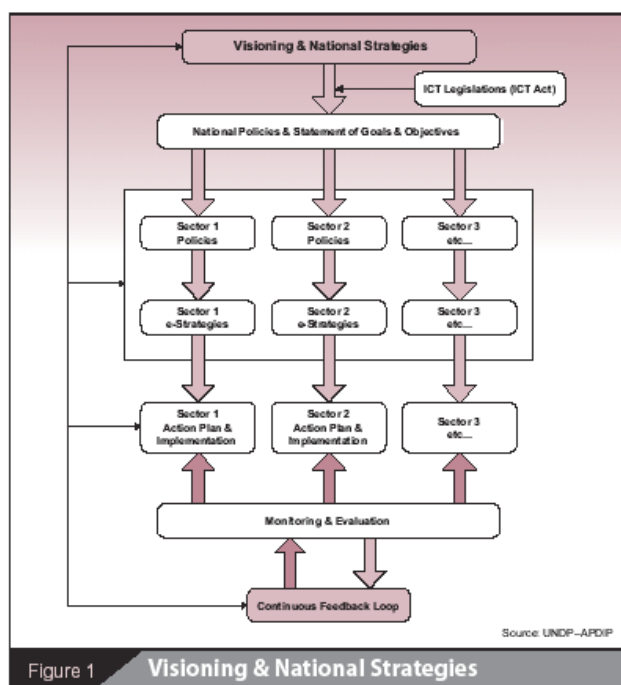 Visioning & National Strategies
ICT Legislations (ICT Act)
National Policies & Statement of Goals & Objectives
Sector 1
Policies
Sector 2
Policies
Sector 3
etc...
Sector 1
e-Strategies
Sector 2
e-Strategies
Sector 3
etc...
Sector 1
Action Plan &
Implementation
Sector 2
Action Plan &
Implementation
Sector 3
etc...
Monitoring & Evaluation
Continuous Feedback Loop
Source: UNDP–APDIP
Figure 1
Visioning & National Strategies